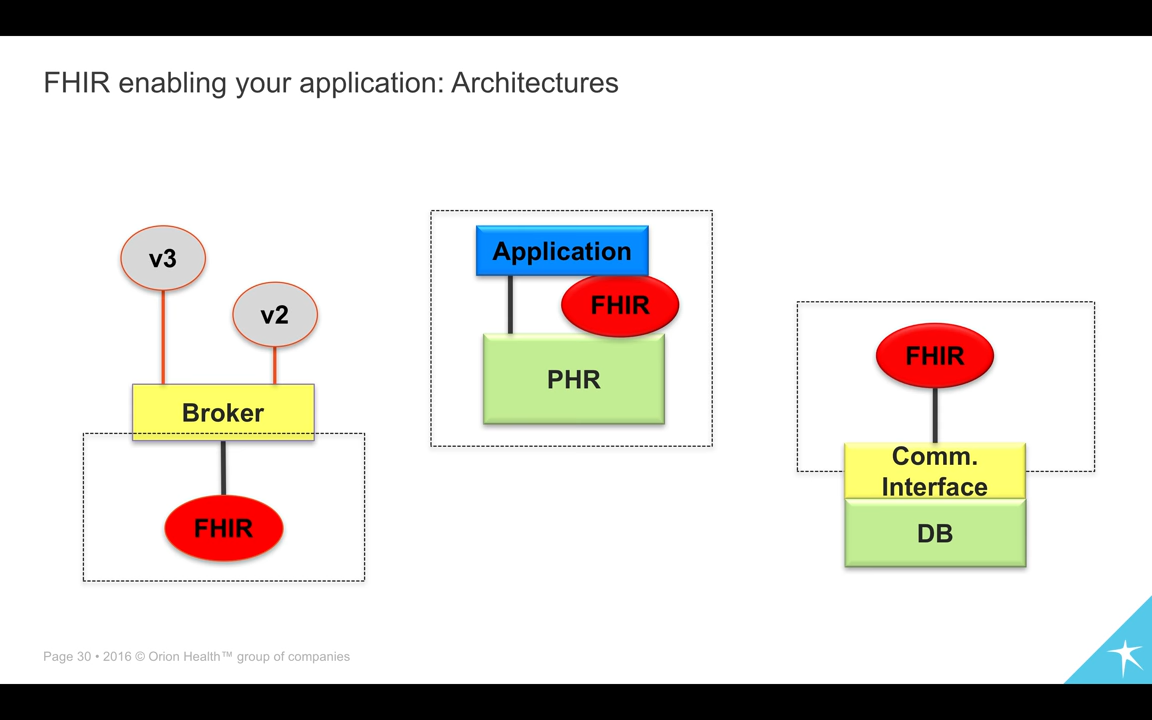 FHIR enabling your application: Architectures
v3
v2
Broker
FHIR
Application
FHIR
PHR
FHIR
Comm.
Interface
DB
Page 30 • 2016 © Orion Health™ group of companies